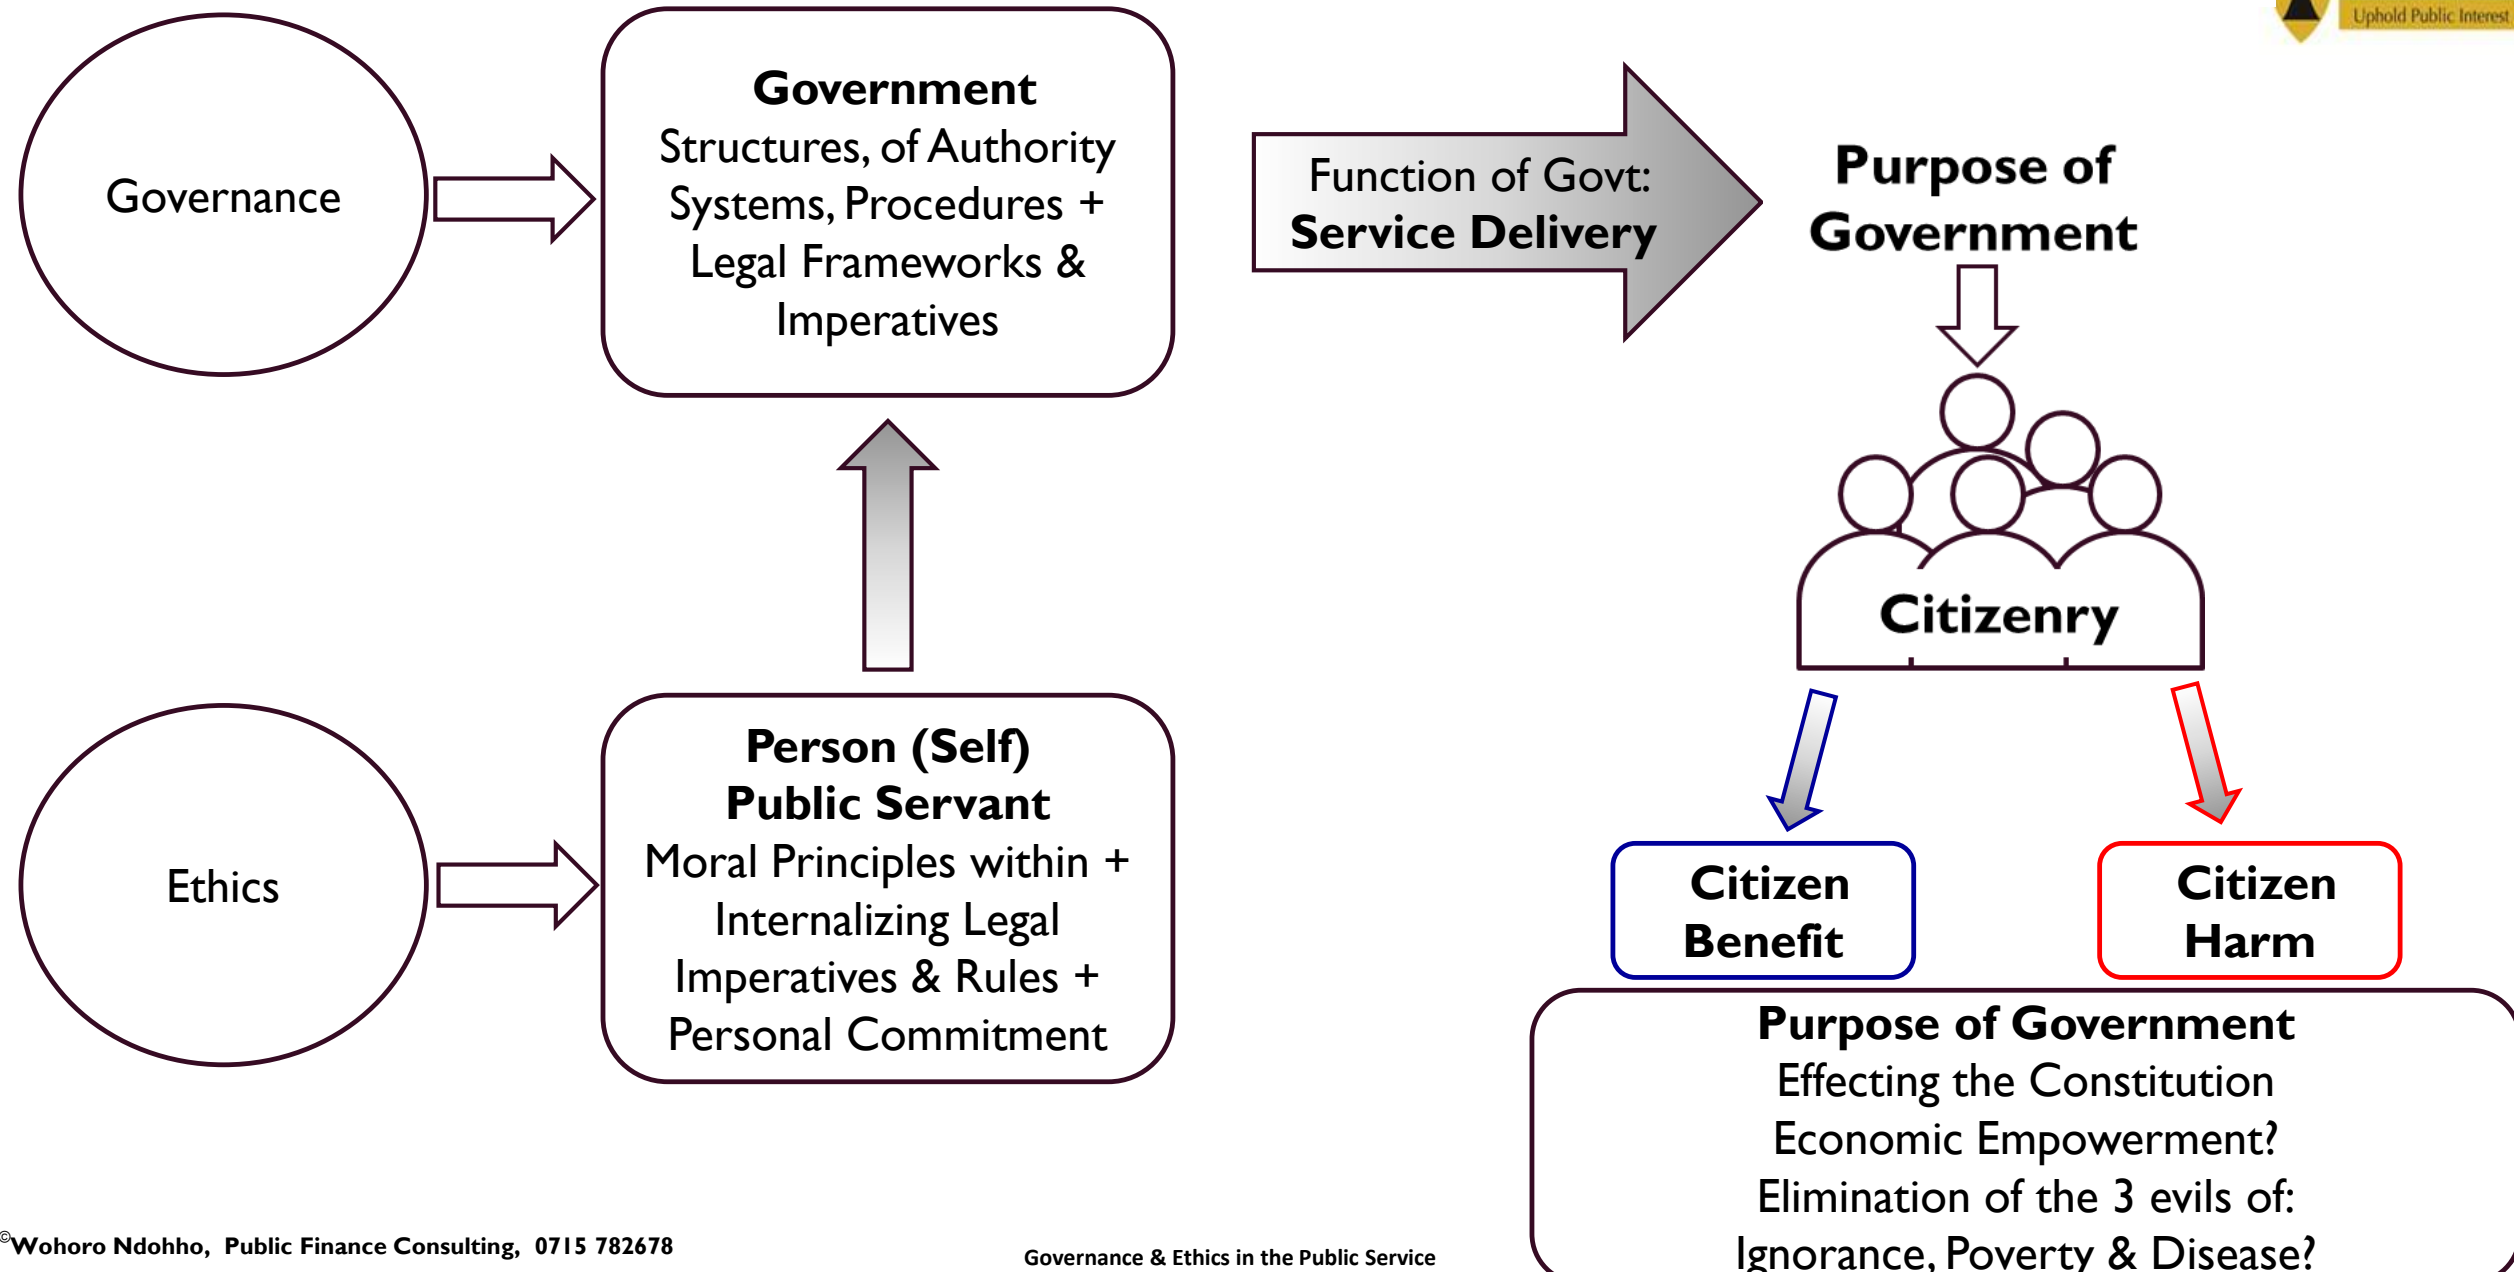 Uphold Public Interest
Governance
Government
Structures, of Authority
Systems, Procedures +
Legal Frameworks &
Imperatives
Function of Govt:
Service Delivery
Purpose of
Government
Citizenry
Ethics
Person (Self)
Public Servant
Moral Principles within +
Internalizing Legal
Imperatives & Rules +
Personal Commitment
Citizen
Benefit
Citizen
Harm
Purpose of Government
Effecting the Constitution
Economic Empowerment?
Elimination of the 3 evils of:
Ignorance, Poverty & Disease?
©Wohoro Ndohho, Public Finance Consulting, 0715 782678
Governance & Ethics in the Public Service